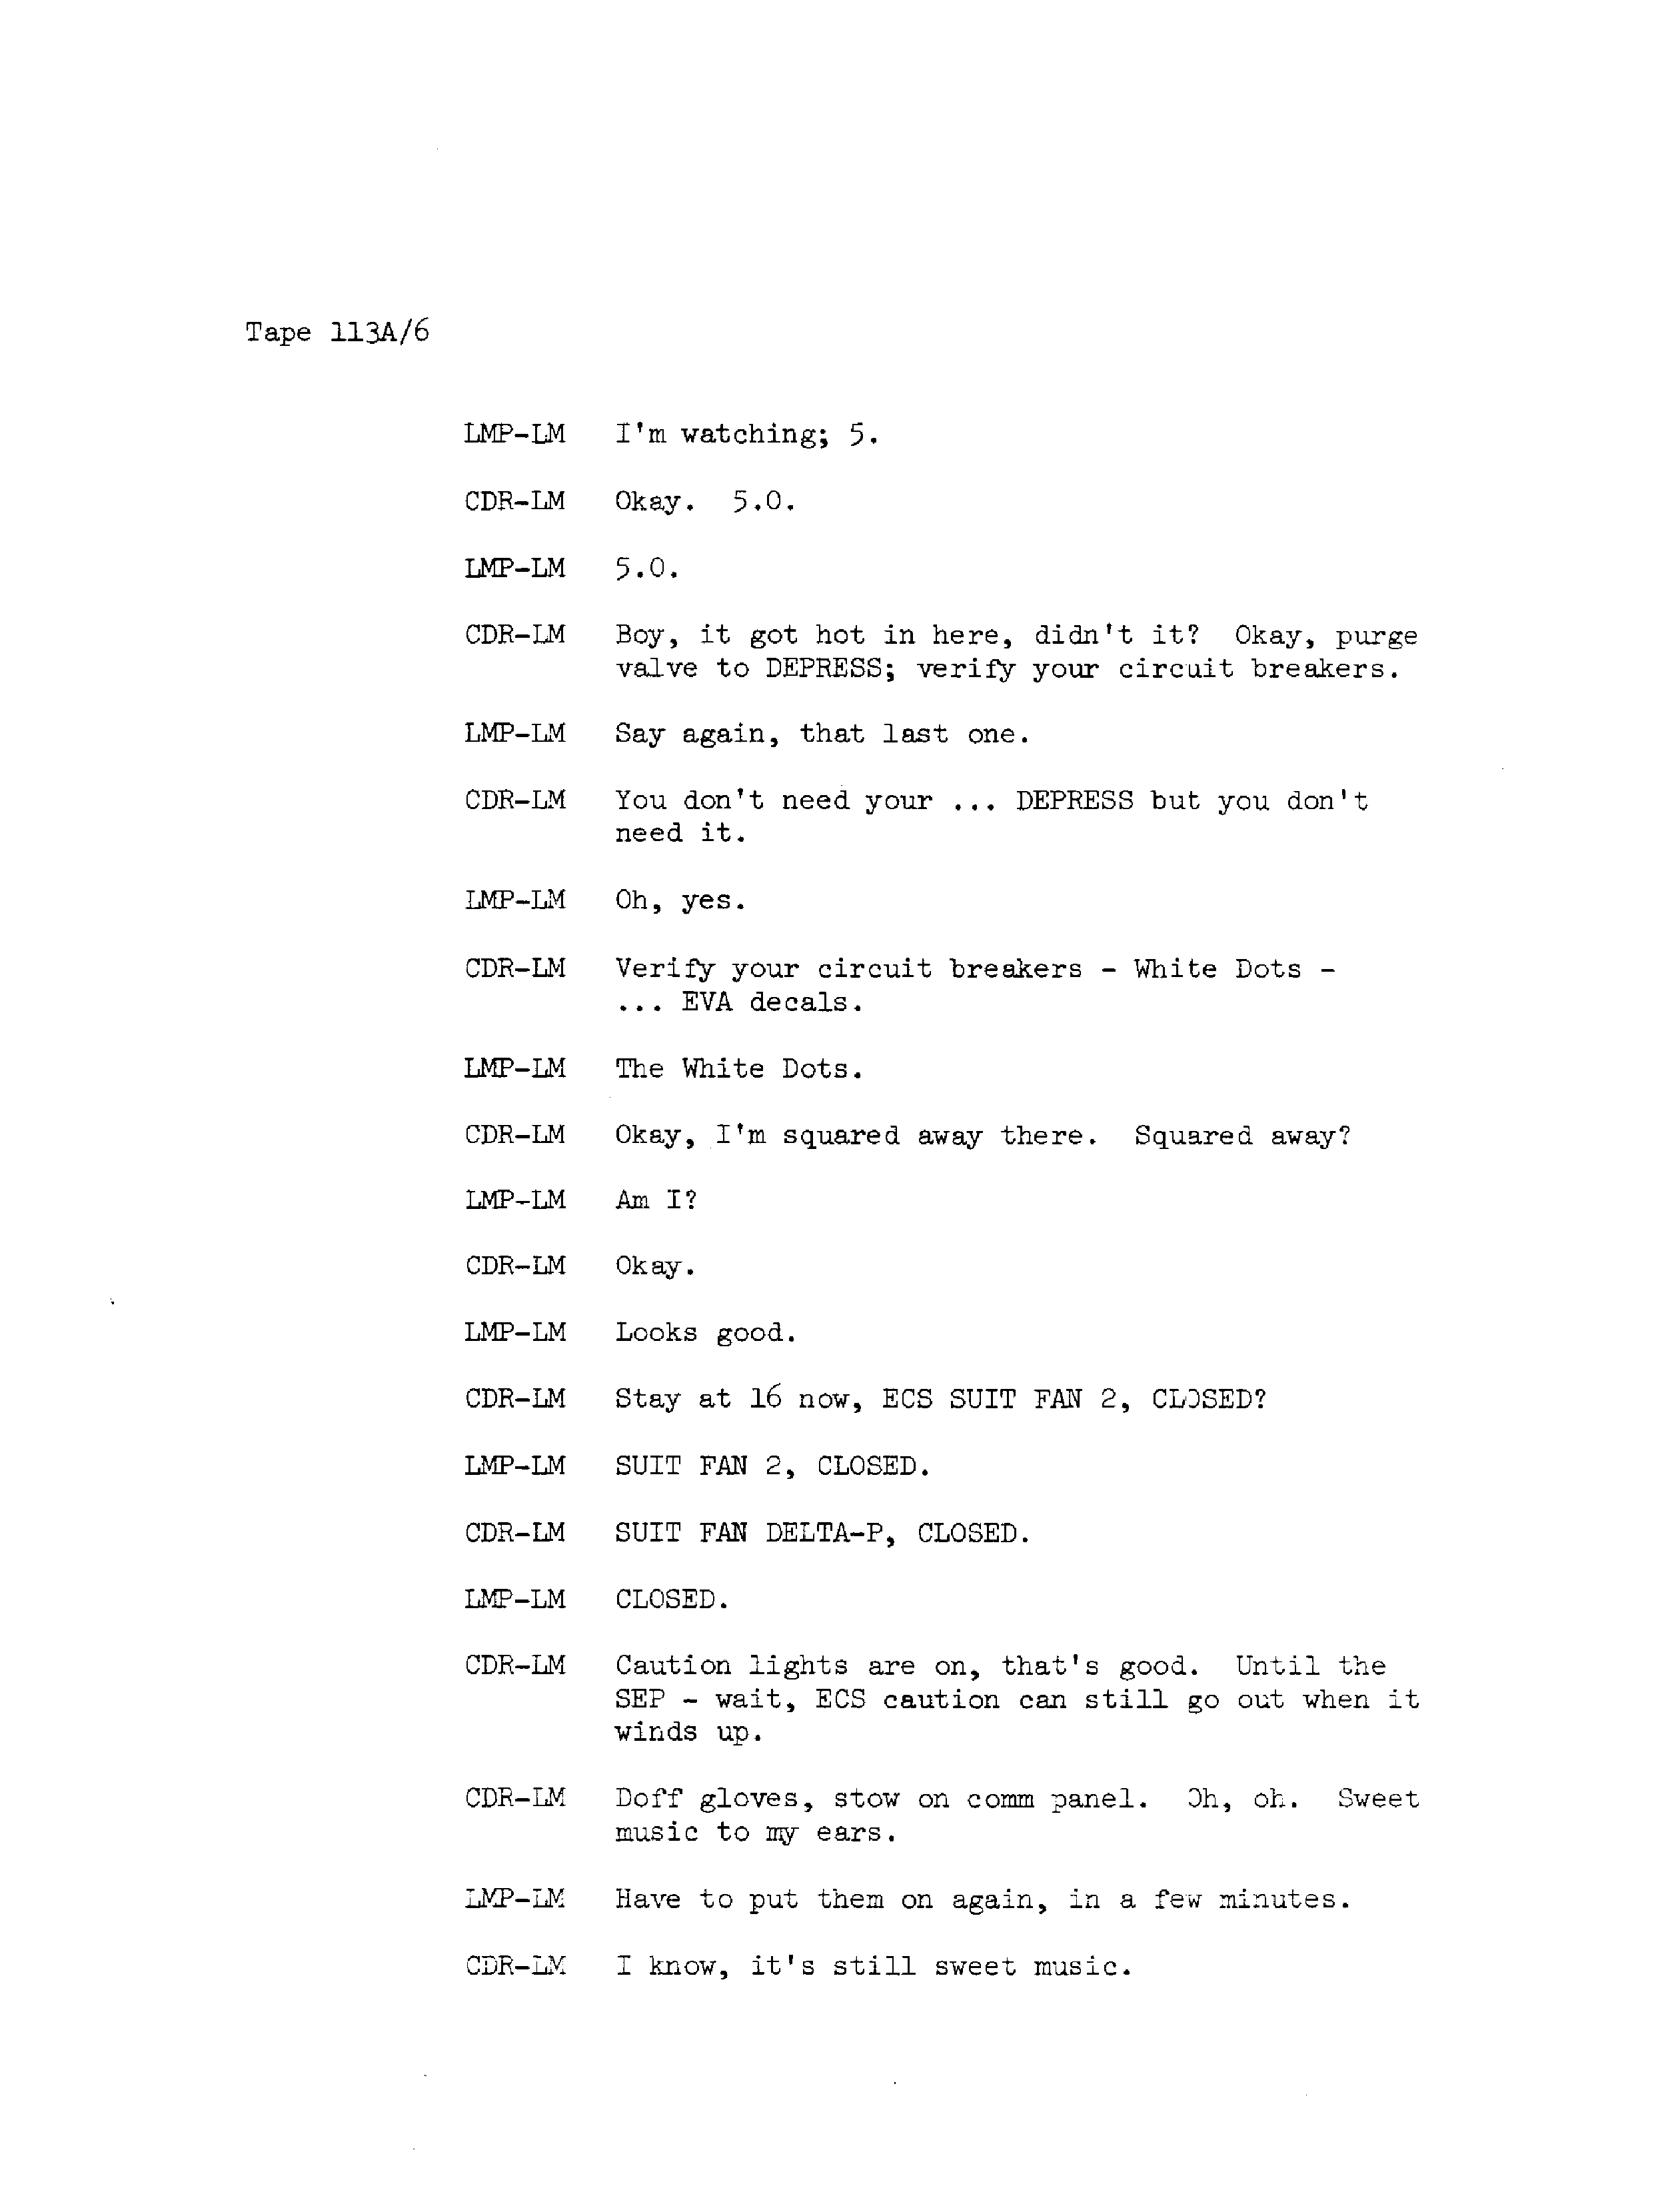 Tape 113A/6
LMP-LM I'm watching; 5.
CDR-LM Okay. 5.0.
LMP-LM 5.0.
CDR-LM Boy, it got hot in here, didn't it? Okay, purge
valve to DEPRESS; verify your circuit breakers.
LMP-LM Say again, that last one.
CDR-LM You don't need your ... DEPRESS but you don't
need it.
LMP-LM Oh, yes.
CDR-LM Verify your circuit breakers - White Dots -
... EVA decals.
LMP-LM The White Dots.
CDR-LM Okay, I'm squared away there. Squared away?
LMP-LM Am I?
CDR-LM Okay.
LMP-LM Looks good.
CDR-LM Stay at 16 now, ECS SUIT FAN 2, CLOSED?
LMP-LM SUIT FAN 2, CLOSED.
CDR-LM SUIT FAN DELTA-P, CLOSED.
LMP-LM CLOSED.
CDR-LM Caution lights are on, that's good. Until the
SEP - wait, ECS caution can still go out when it
winds up.
CDR-LM Doff gloves, stow on comm panel. Oh, oh. Sweet
music to my ears.
LMP-LM Have to put them on again, in a few minutes.
CDR-LM I know, it's still sweet music.